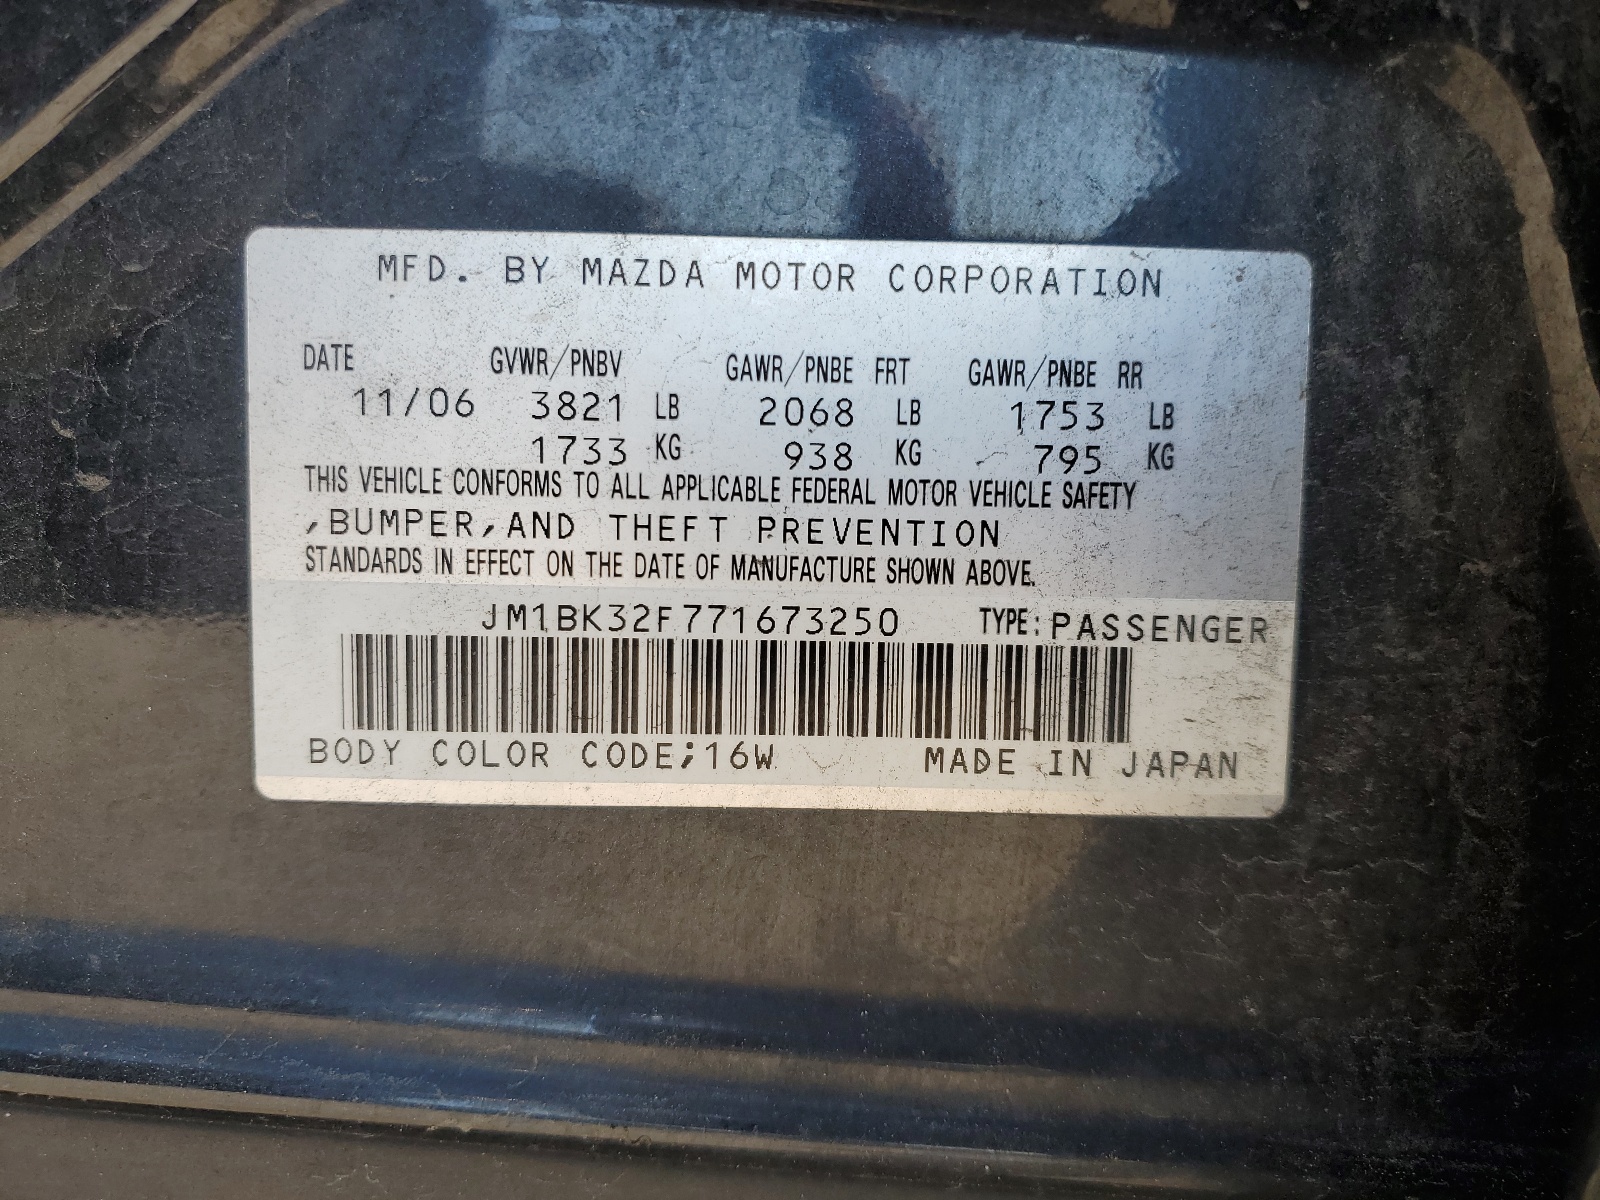 MFD. BY MAZDA MOTOR CORPORATION
DATE GVWR/PNBV GAWR/PNBE FRT GAWR/PNBE RR
11/06 3821 LB 2068 LB 1753 LB
1733 KG 938 KG 795 KG
THIS VEHICLE CONFORMS TO ALL APPLICABLE FEDERAL MOTOR VEHICLE SAFETY
,BUMPER,AND THEFT PREVENTION
STANDARDS IN EFFECT ON THE DATE OF MANUFACTURE SHOWN ABOVE.
JM1BK32F771673250 TYPE:PASSENGER
BODY COLOR CODE;16W MADE IN JAPAN